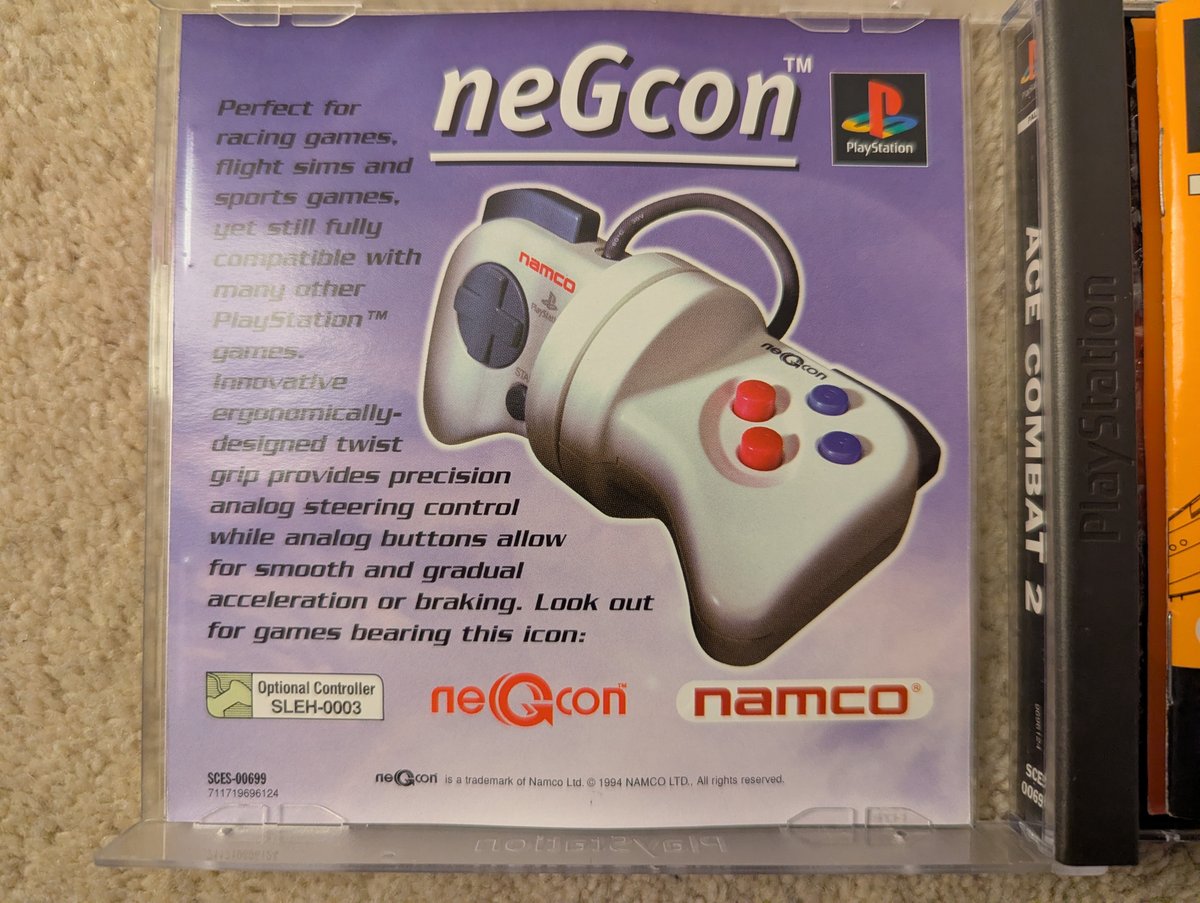 neGcon™
PlayStation
Perfect for
racing games,
flight sims and
sports games,
yet still fully
compatible with
many other
PlayStation™
games.
Innovative
ergonomically-
designed twist
grip provides precision
analog steering control
while analog buttons allow
for smooth and gradual
acceleration or braking. Look out
for games bearing this icon:
namco
PlayStation
neGcon
Optional Controller
SLEH-0003
neGcon™
namco®
SCES-00699
711719696124
neGcon is a trademark of Namco Ltd. © 1994 NAMCO LTD., All rights reserved.
PlayStation
ACE COMBAT 2
PlayStation